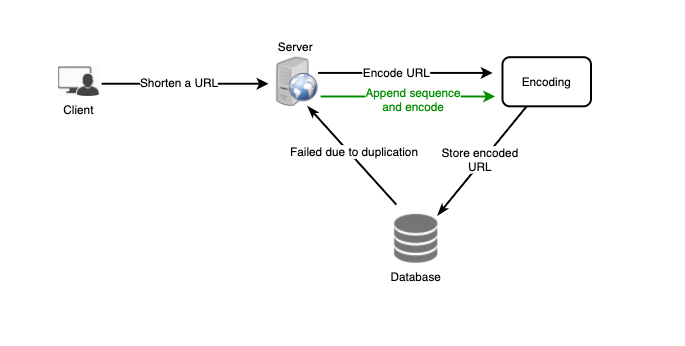 Server
Shorten a URL
Client
Encode URL
Append sequence
and encode
Encoding
Failed due to duplication
Store encoded
URL
Database